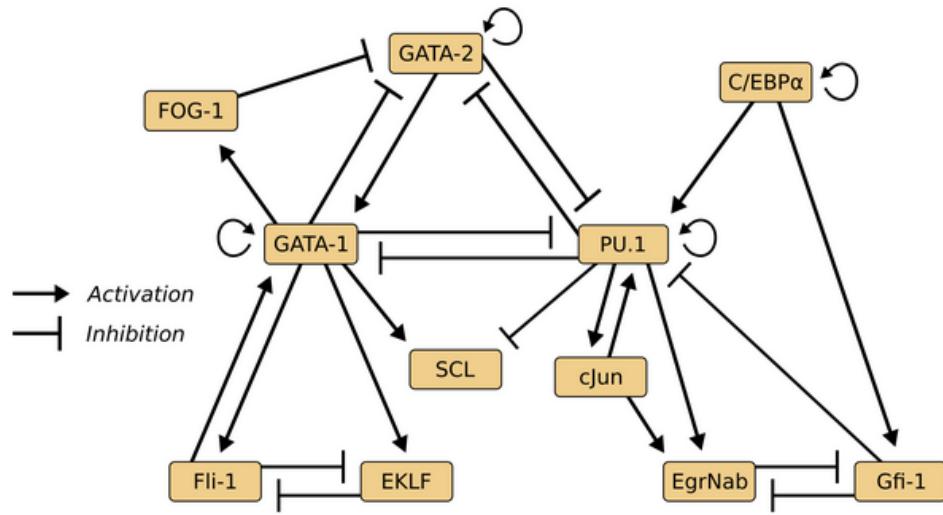 GATA-2
C/EBPα
FOG-1
GATA-1
PU.1
Activation
Inhibition
SCL
cJun
Fli-1
EKLF
EgrNab
Gfi-1